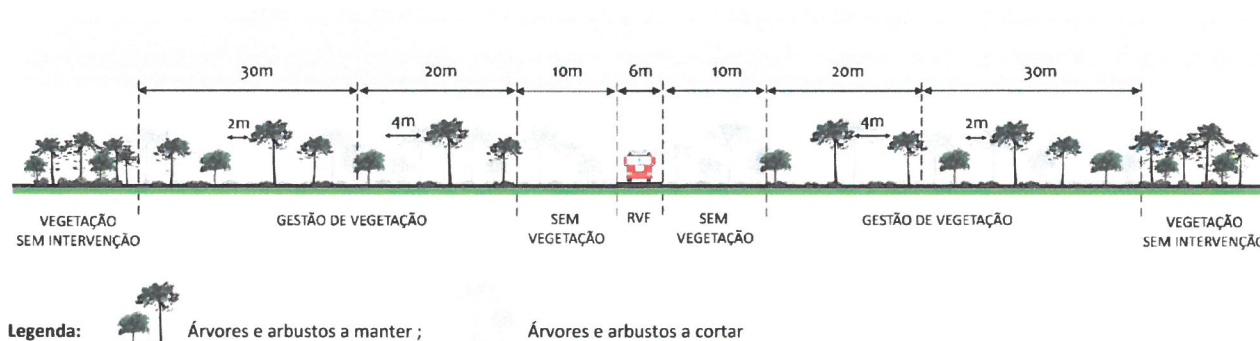 30m 20m 10m 6m 10m 20m 30m
2m 4m 4m 2m
VEGETAÇÃO SEM INTERVENÇÃO
GESTÃO DE VEGETAÇÃO
SEM VEGETAÇÃO
RVF
SEM VEGETAÇÃO
GESTÃO DE VEGETAÇÃO
VEGETAÇÃO SEM INTERVENÇÃO
Legenda: Árvores e arbustos a manter ; Árvores e arbustos a cortar